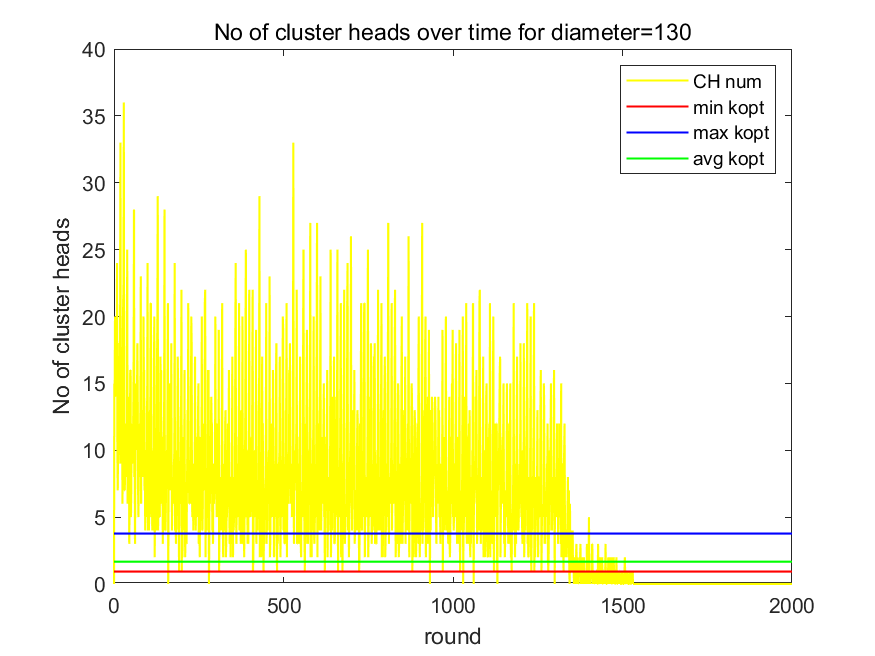 No of cluster heads over time for diameter=130
40
35
30
25
20
15
10
5
0
No of cluster heads
CH num
min kopt
max kopt
avg kopt
0
500
1000
1500
2000
round